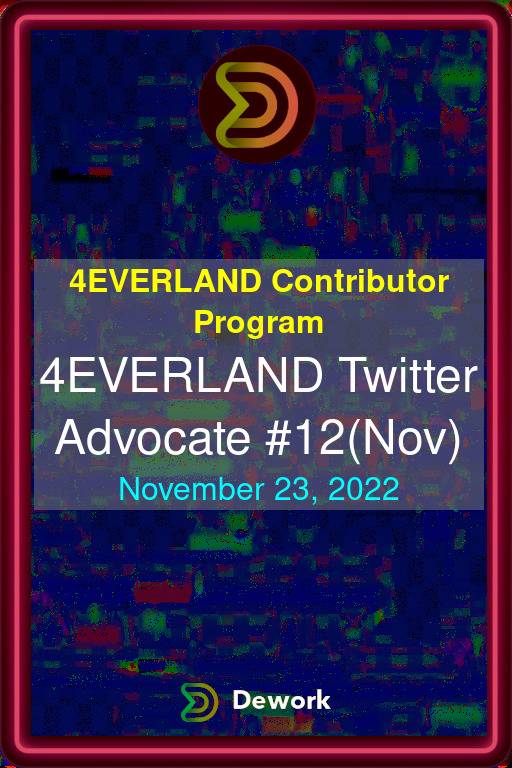 4EVERLAND Contributor
Program
4EVERLAND Twitter
Advocate #12(Nov)
November 23, 2022
Dework